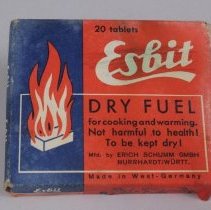 20 tablets
Esbit
DRY FUEL
for cooking and warming.
Not harmful to health!
To be kept dry!
Mfd. by ERICH SCHUMM GMBH
MURRHARDT/WÜRTT.
Made in West-Germany
Esbit